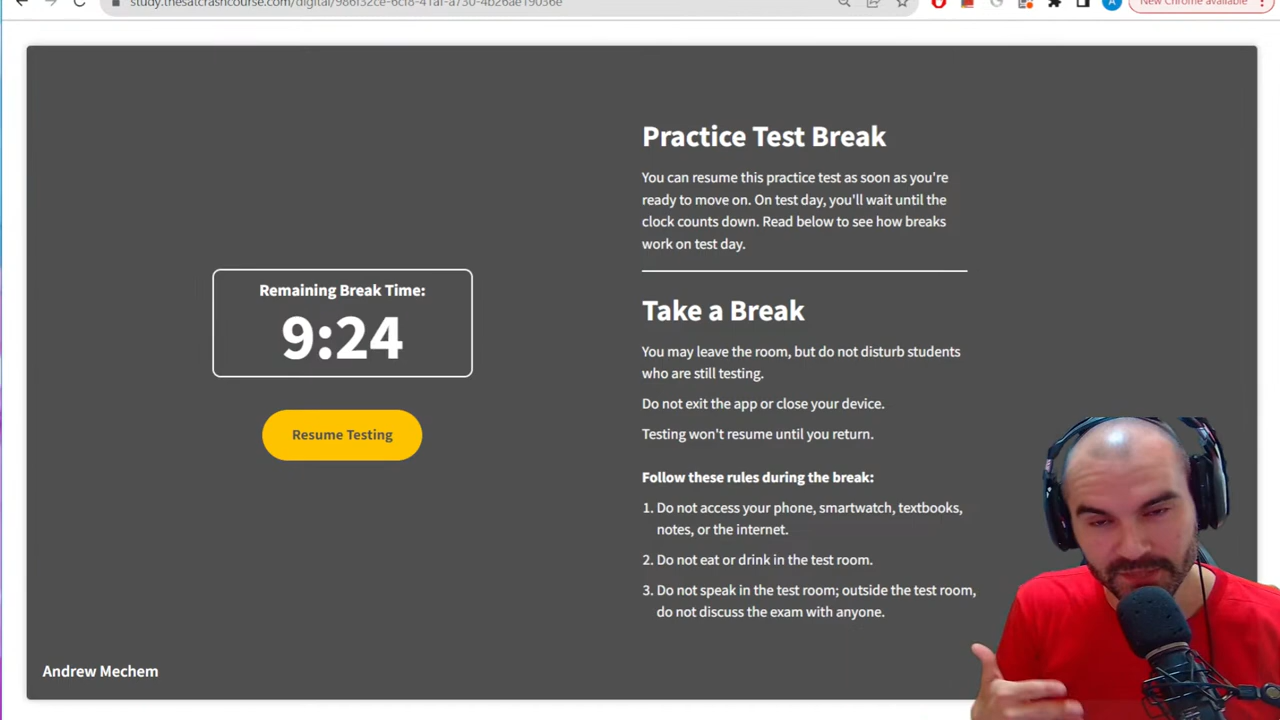 New Chrome available
Practice Test Break
You can resume this practice test as soon as you're
ready to move on. On test day, you'll wait until the
clock counts down. Read below to see how breaks
work on test day.
Remaining Break Time:
9:24
Resume Testing
Take a Break
You may leave the room, but do not disturb students
who are still testing.
Do not exit the app or close your device.
Testing won't resume until you return.
Follow these rules during the break:
1. Do not access your phone, smartwatch, textbooks,
notes, or the internet.
2. Do not eat or drink in the test room.
3. Do not speak in the test room; outside the test room,
do not discuss the exam with anyone.
Andrew Mechem